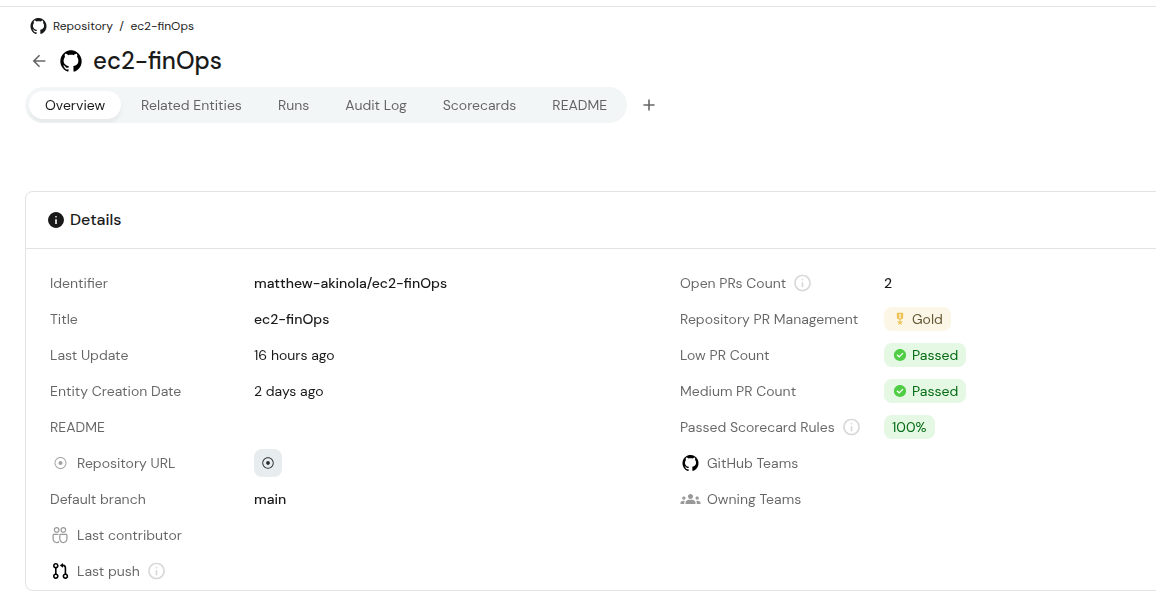 Repository / ec2-finOps
ec2-finOps
Overview Related Entities Runs Audit Log Scorecards README +
Details
Identifier matthew-akinola/ec2-finOps
Title ec2-finOps
Last Update 16 hours ago
Entity Creation Date 2 days ago
README
Repository URL
Default branch main
Last contributor
Last push
Open PRs Count 2
Repository PR Management Gold
Low PR Count Passed
Medium PR Count Passed
Passed Scorecard Rules 100%
GitHub Teams
Owning Teams